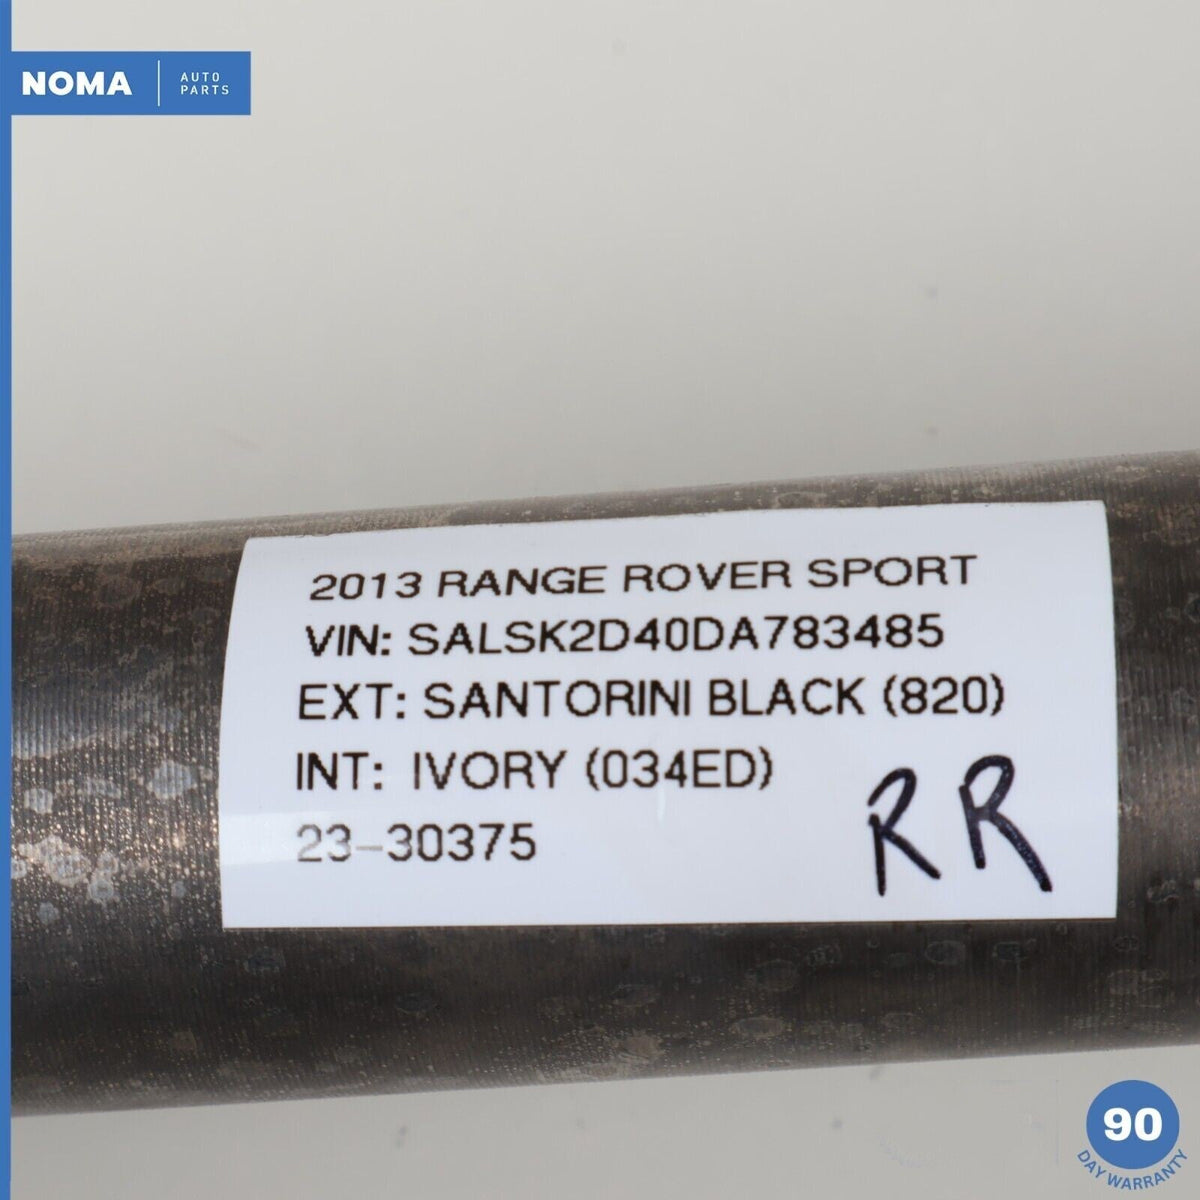 NOMA
AUTO
PARTS
2013 RANGE ROVER SPORT
VIN: SALSK2D40DA783485
EXT: SANTORINI BLACK (820)
INT: IVORY (034ED)
23-30375
RR
90
DAY WARRANTY